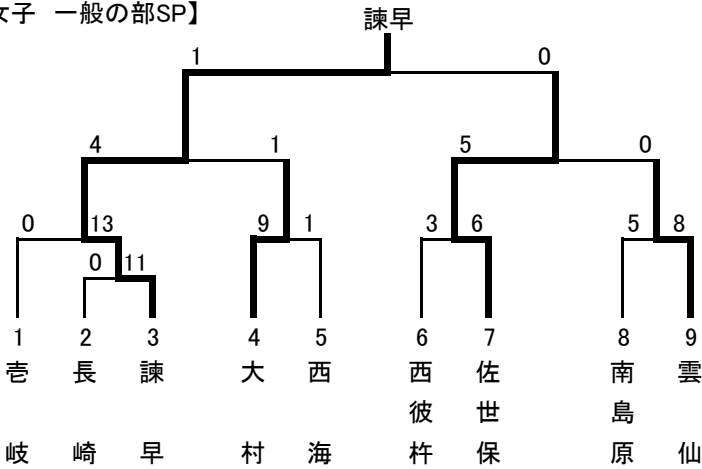 女子 一般の部SP】
諫早
1 0
4 1 5 0
0 13 9 1 3 6 5 8
0 11
1 2 3 4 5 6 7 8 9
壱岐
長崎
諫早
大村
西海
西彼杵
佐世保
南島原
雲仙